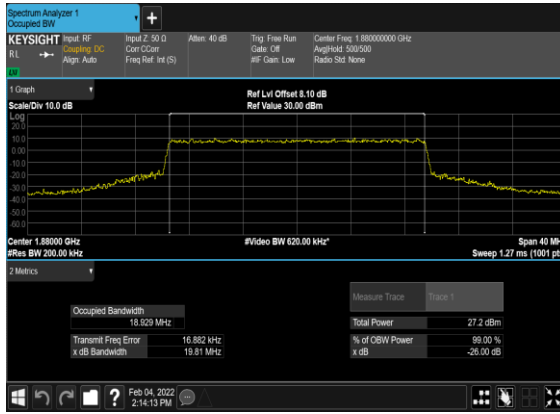 Spectrum Analyzer 1
Occupied BW
KEYSIGHT
RL
Input: RF
Coupling: DC
Align: Auto
Input Z: 50 Ω
Corr CCorr
Freq Ref: Int (S)
Atten: 40 dB
Trig: Free Run
Gate: Off
#IF Gain: Low
Center Freq: 1.880000000 GHz
Avg|Hold: 500/500
Radio Std: None
LW
1 Graph
Scale/Div 10.0 dB
Ref Lvl Offset 8.10 dB
Ref Value 30.00 dBm
Log
20.0
10.0
0.00
-10.0
-20.0
-30.0
-40.0
-50.0
-60.0
Center 1.88000 GHz
#Video BW 620.00 kHz*
Span 40 MH
#Res BW 200.00 kHz
Sweep 1.27 ms (1001 pt
2 Metrics
Measure Trace Trace 1
Occupied Bandwidth
18.929 MHz
Total Power 27.2 dBm
Transmit Freq Error 16.882 kHz
% of OBW Power 99.00 %
x dB Bandwidth 19.81 MHz
x dB -26.00 dB
Feb 04, 2022
2:14:13 PM